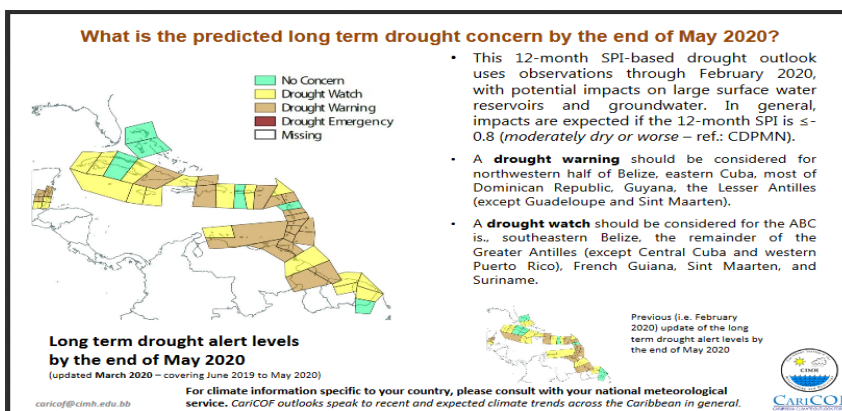 What is the predicted long term drought concern by the end of May 2020?
No Concern
Drought Watch
Drought Warning
Drought Emergency
Missing
• This 12-month SPI-based drought outlook
uses observations through February 2020,
with potential impacts on large surface water
reservoirs and groundwater. In general,
impacts are expected if the 12-month SPI is ≤-
0.8 (moderately dry or worse – ref.: CDPMN).
• A drought warning should be considered for
northwestern half of Belize, eastern Cuba, most of
Dominican Republic, Guyana, the Lesser Antilles
(except Guadeloupe and Sint Maarten).
• A drought watch should be considered for the ABC
is., southeastern Belize, the remainder of the
Greater Antilles (except Central Cuba and western
Puerto Rico), French Guiana, Sint Maarten, and
Suriname.
Long term drought alert levels
by the end of May 2020
(updated March 2020 – covering June 2019 to May 2020)
Previous (i.e. February
2020) update of the long
term drought alert levels by
the end of May 2020
CIMH
CARICOF
For climate information specific to your country, please consult with your national meteorological
service. CariCOF outlooks speak to recent and expected climate trends across the Caribbean in general.
caricof@cimh.edu.bb